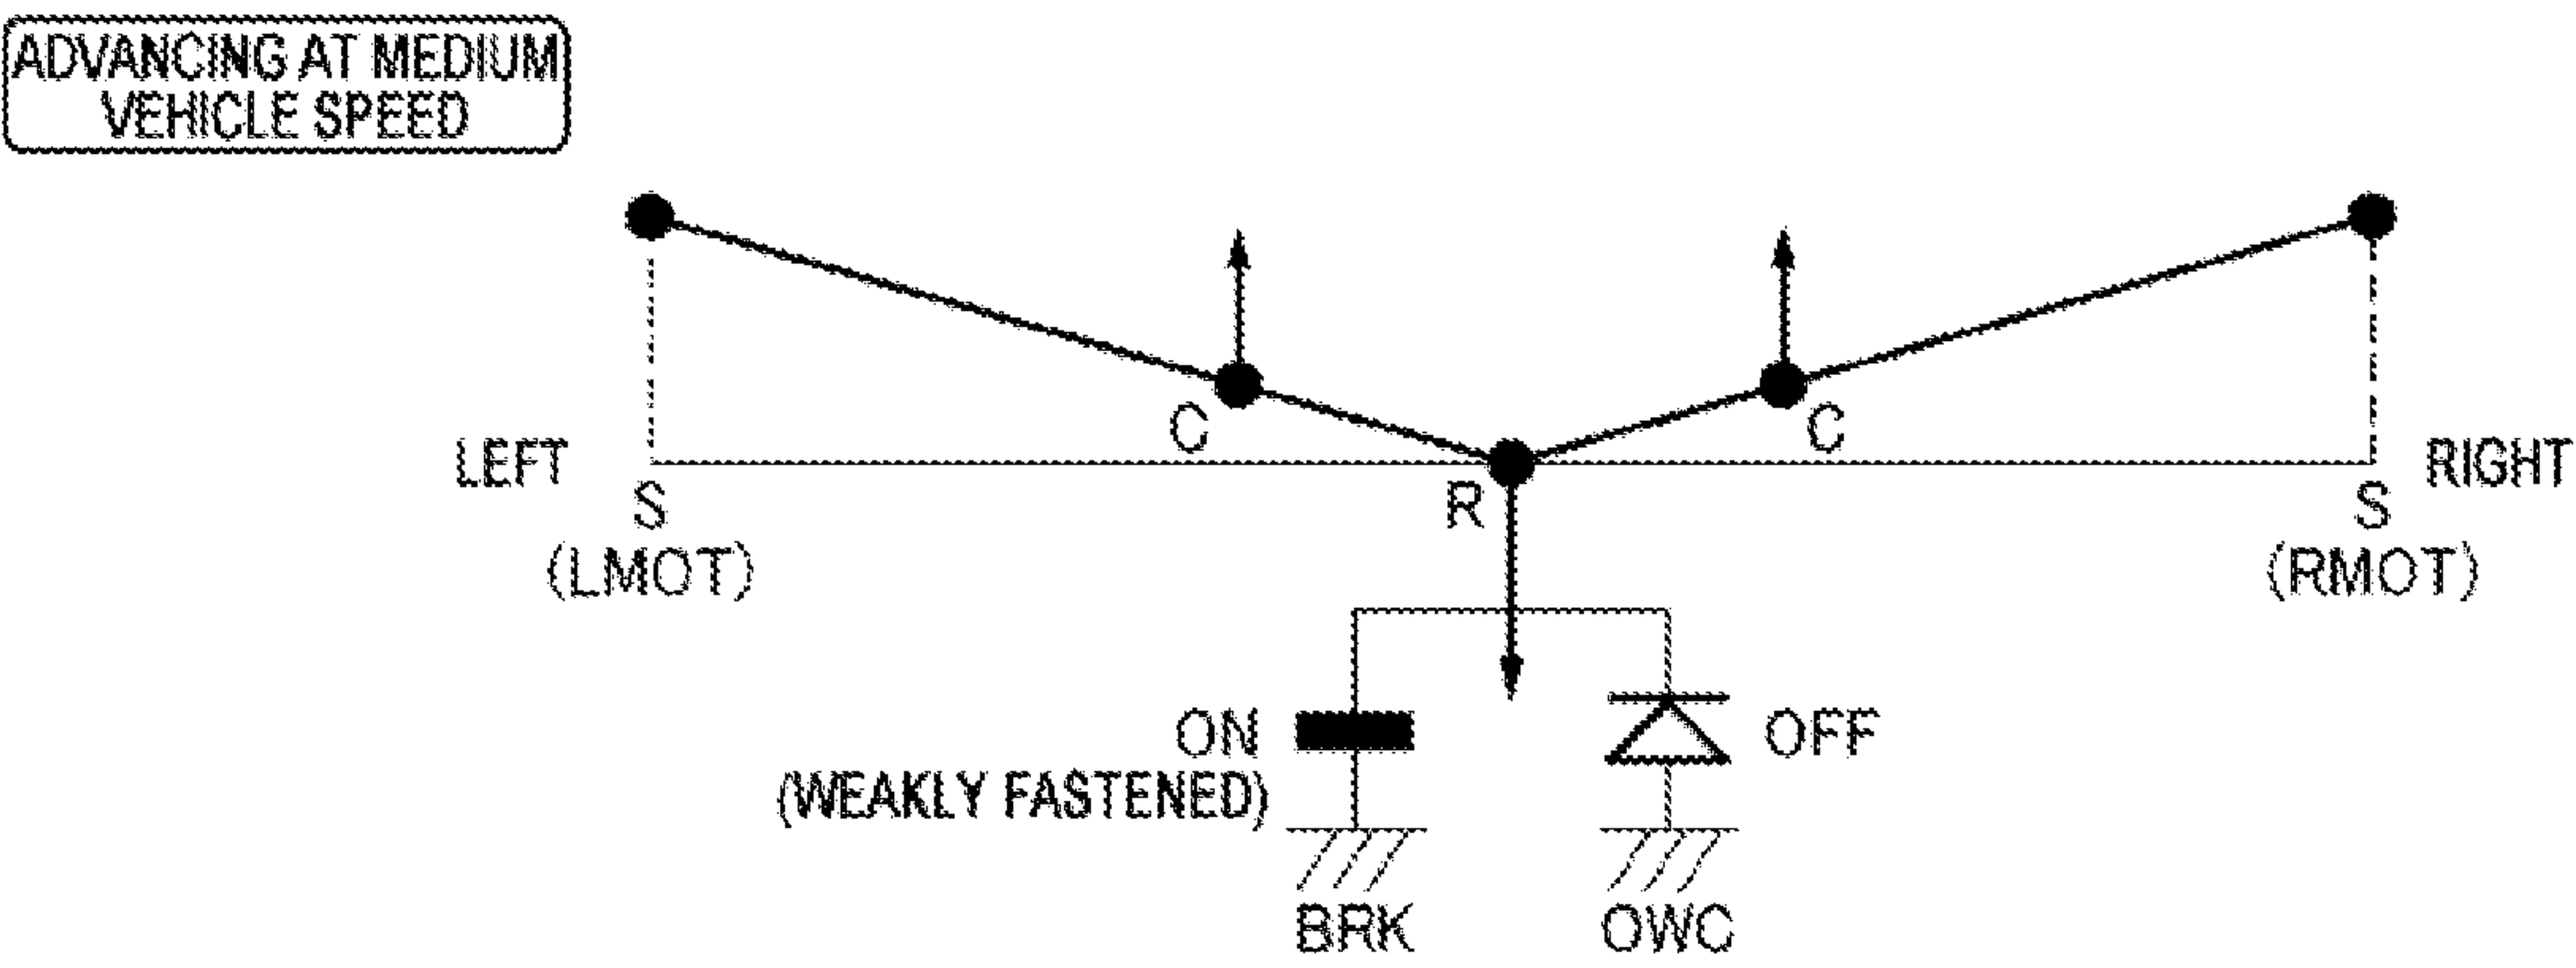 ADVANCING AT MEDIUM
VEHICLE SPEED
C
C
LEFT
RIGHT
S
R
S
(LMOT)
(RMOT)
ON
OFF
(WEAKLY FASTENED)
BRK
OWC